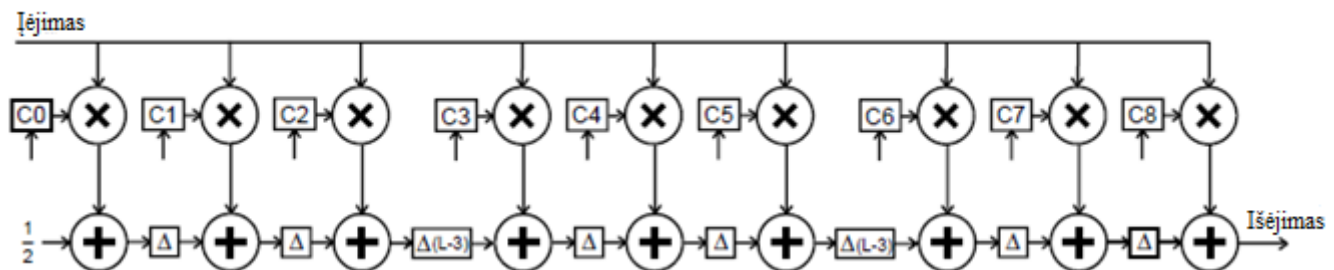 Įėjimas
C0 C1 C2 C3 C4 C5 C6 C7 C8
1/2 Δ Δ Δ(L-3) Δ Δ Δ(L-3) Δ Δ Išėjimas